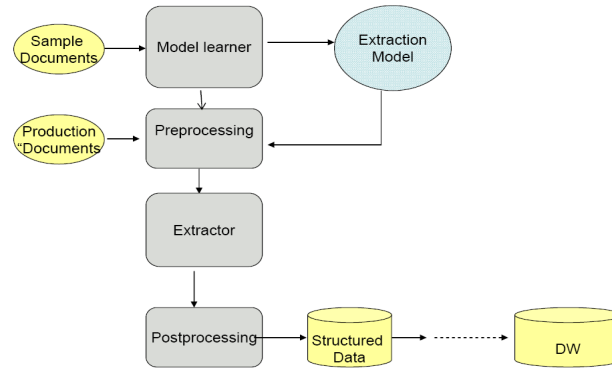 Sample
Documents
Model learner
Extraction
Model
Production
“Documents
Preprocessing
Extractor
Postprocessing
Structured
Data
DW